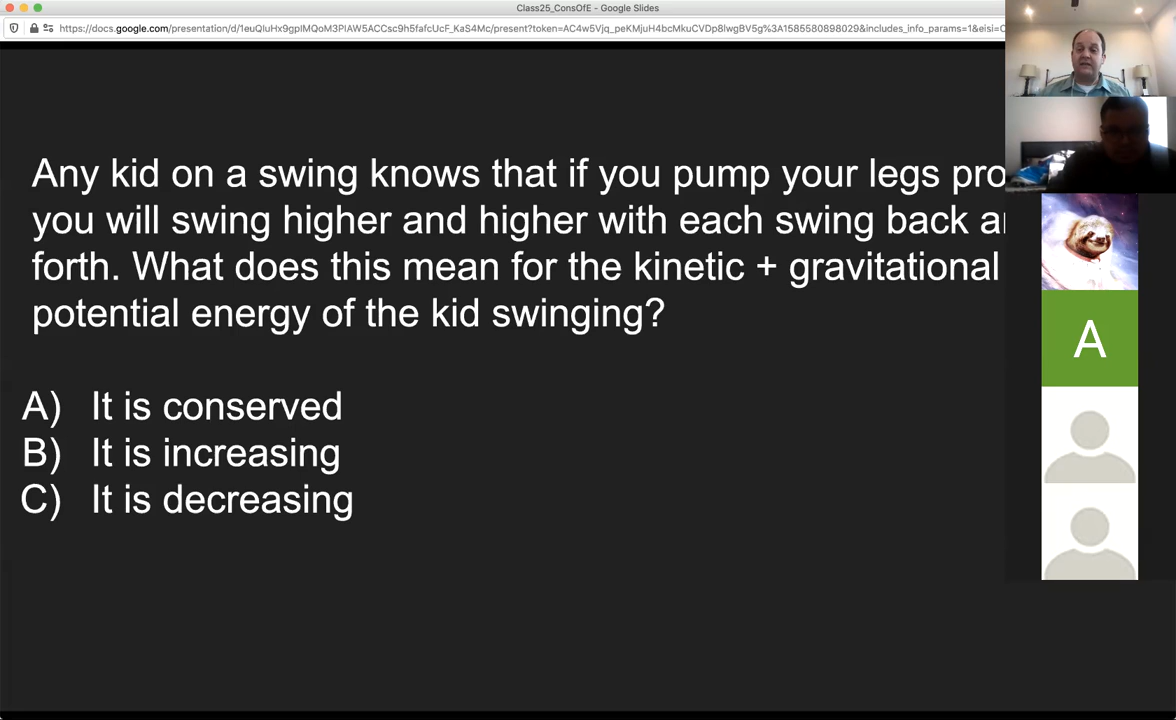 Class25_ConsOfE - Google Slides
https://docs.google.com/presentation/d/1euQluHx9gpIMQoM3PlAW5ACCsc9h5fafcUcF_KaS4Mc/present?token=AC4w5Vjq_peKMjuH4bcMkuCVDp8lwgBV5g%3A1585580898029&includes_info_params=1&eisi=C
Any kid on a swing knows that if you pump your legs pro
you will swing higher and higher with each swing back a
forth. What does this mean for the kinetic + gravitational
potential energy of the kid swinging?
A) It is conserved
B) It is increasing
C) It is decreasing
A